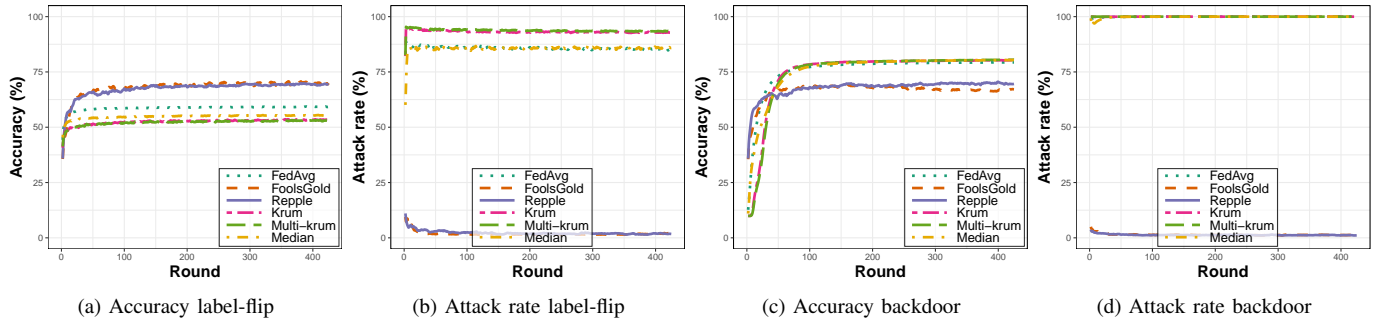 Accuracy (%)
100
75
50
25
0
FedAvg
FoolsGold
Repple
Krum
Multi−krum
Median
0
100
200
300
400
Round
(a) Accuracy label-flip
Attack rate (%)
100
75
50
25
0
FedAvg
FoolsGold
Repple
Krum
Multi−krum
Median
0
100
200
300
400
Round
(b) Attack rate label-flip
Accuracy (%)
100
75
50
25
0
FedAvg
FoolsGold
Repple
Krum
Multi−krum
Median
0
100
200
300
400
Round
(c) Accuracy backdoor
Attack rate (%)
100
75
50
25
0
FedAvg
FoolsGold
Repple
Krum
Multi−krum
Median
0
100
200
300
400
Round
(d) Attack rate backdoor